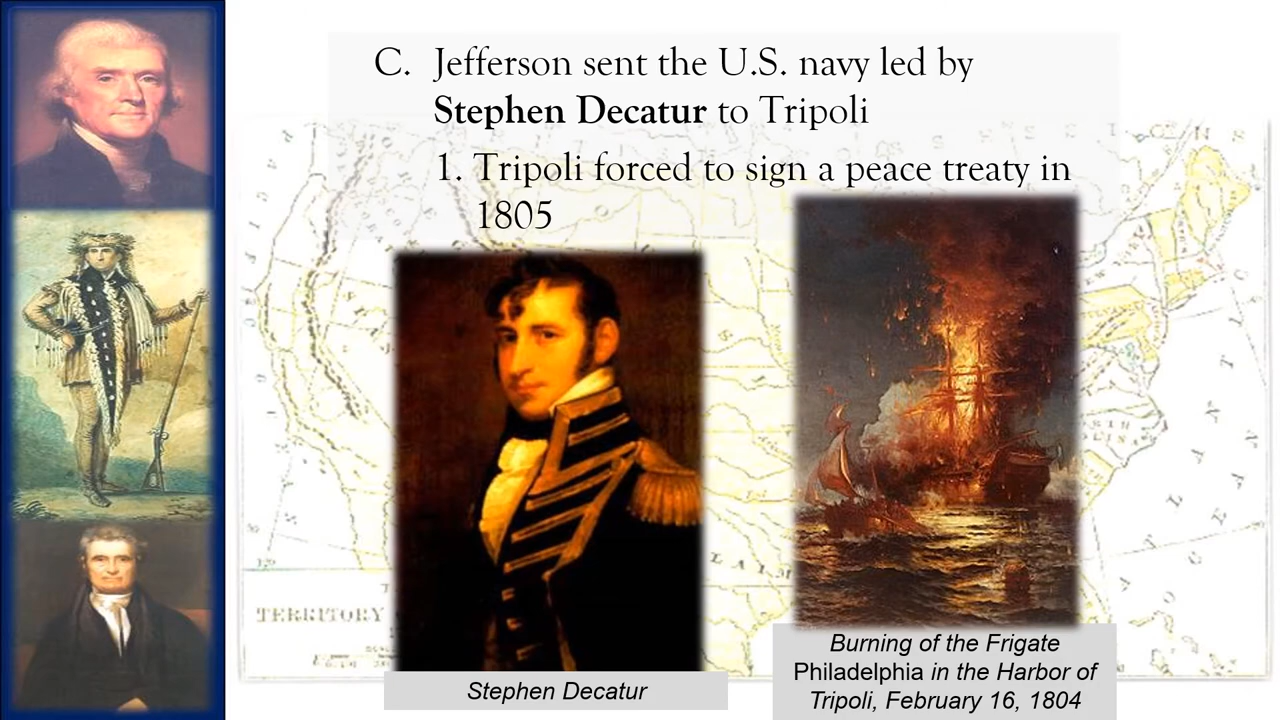 C. Jefferson sent the U.S. navy led by
Stephen Decatur to Tripoli
1. Tripoli forced to sign a peace treaty in
1805
TERRITORY
Stephen Decatur
Burning of the Frigate
Philadelphia in the Harbor of
Tripoli, February 16, 1804